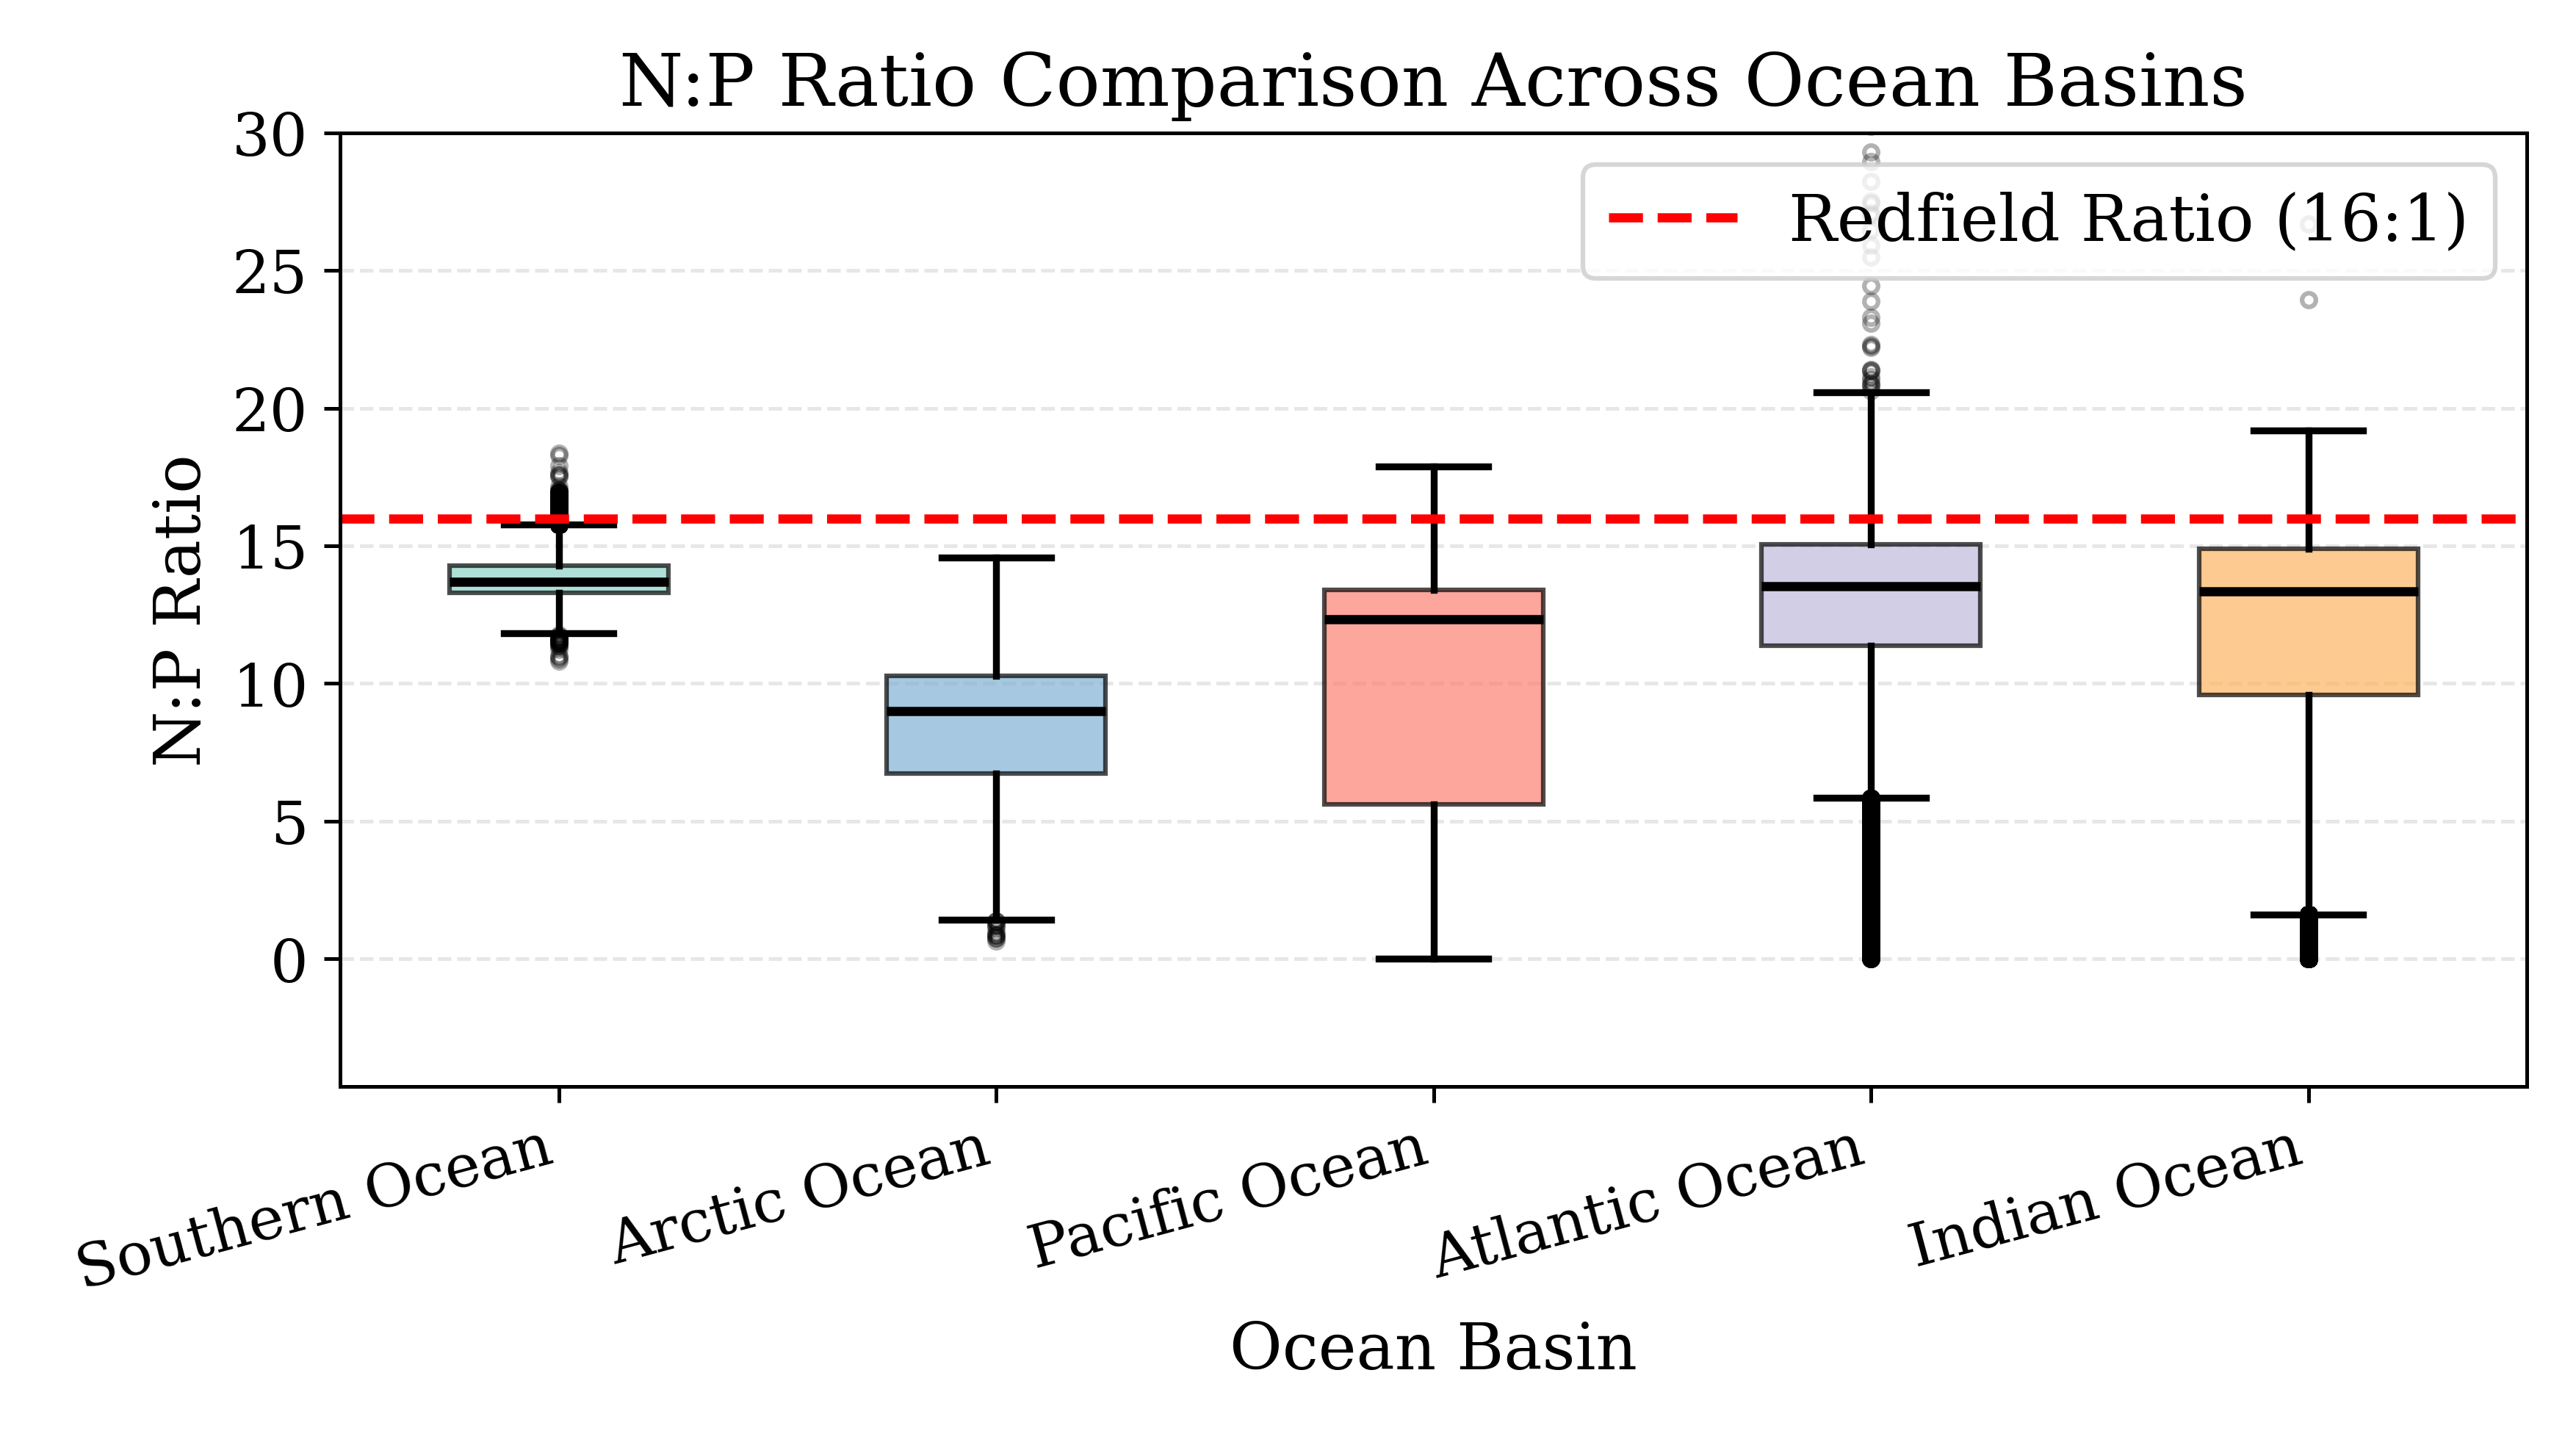 N:P Ratio Comparison Across Ocean Basins
Redfield Ratio (16:1)
N:P Ratio
30
25
20
15
10
5
0
Southern Ocean
Arctic Ocean
Pacific Ocean
Atlantic Ocean
Indian Ocean
Ocean Basin